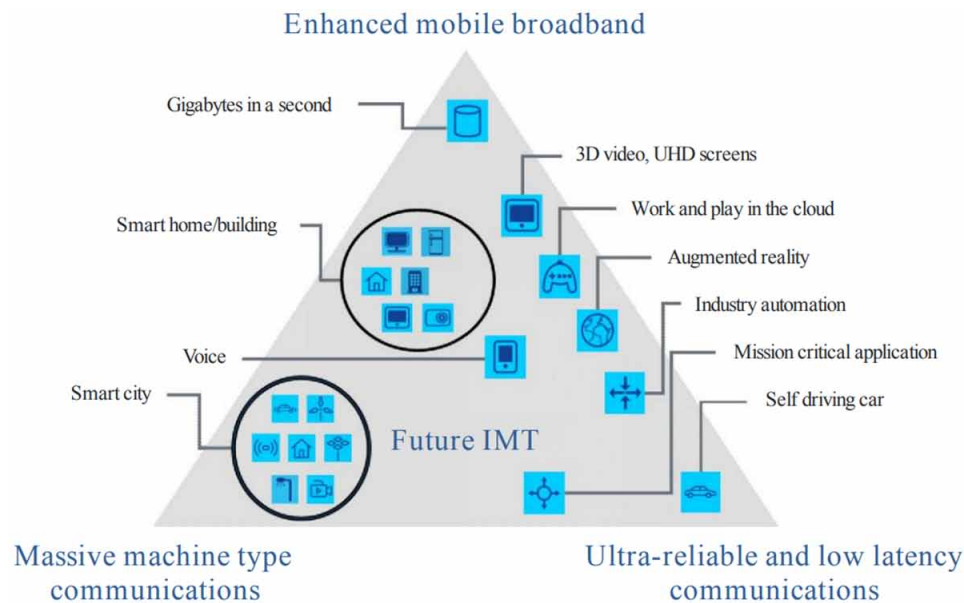 Enhanced mobile broadband
Gigabytes in a second
3D video, UHD screens
Work and play in the cloud
Smart home/building
Augmented reality
Industry automation
Voice
Mission critical application
Smart city
Self driving car
Future IMT
Massive machine type
communications
Ultra-reliable and low latency
communications